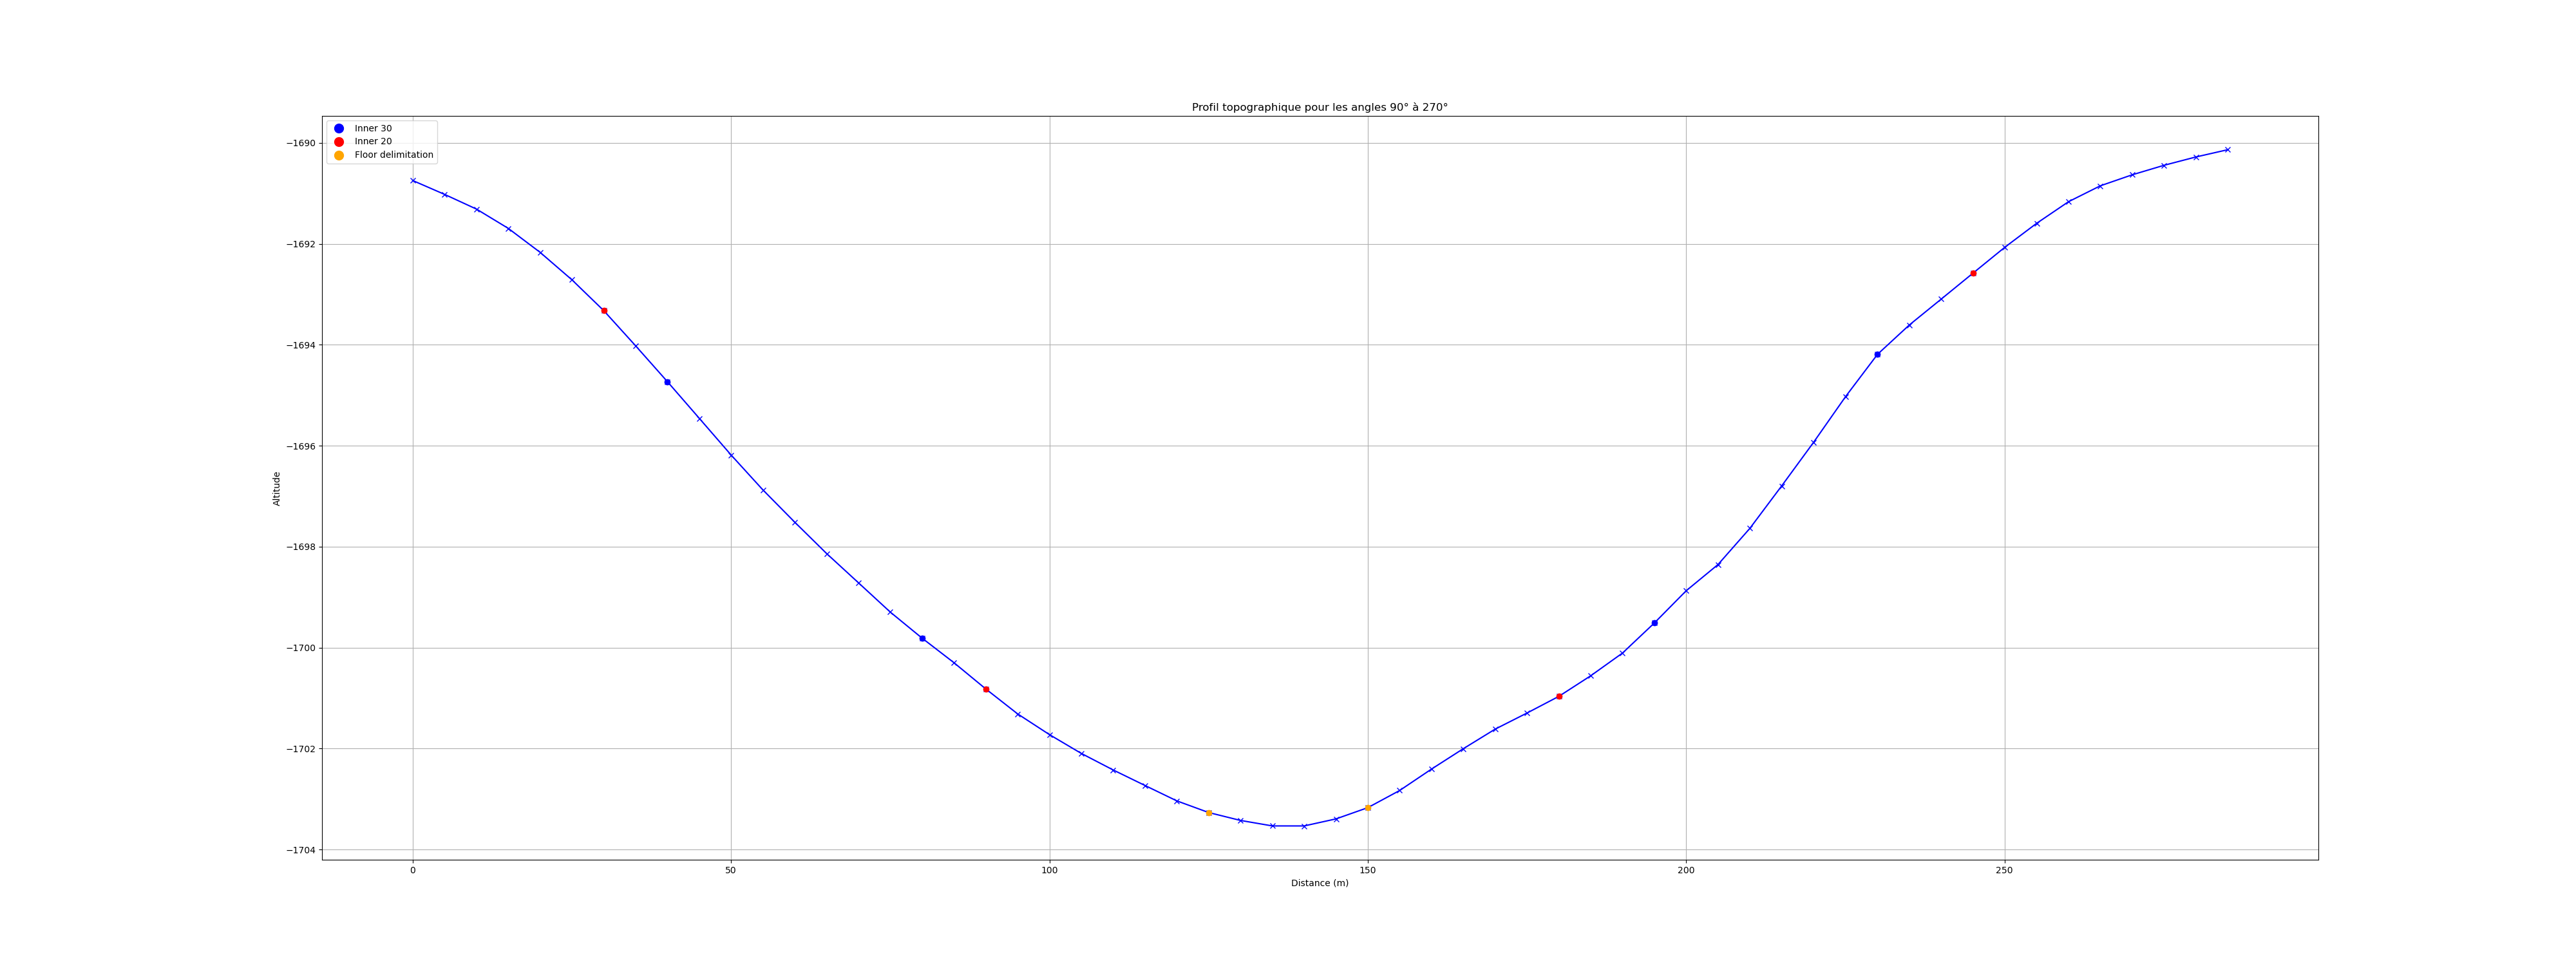 Profil topographique pour les angles 90° à 270°
Inner 30
Inner 20
Floor delimitation
−1690
−1692
−1694
−1696
−1698
−1700
−1702
−1704
Altitude
0 50 100 150 200 250
Distance (m)